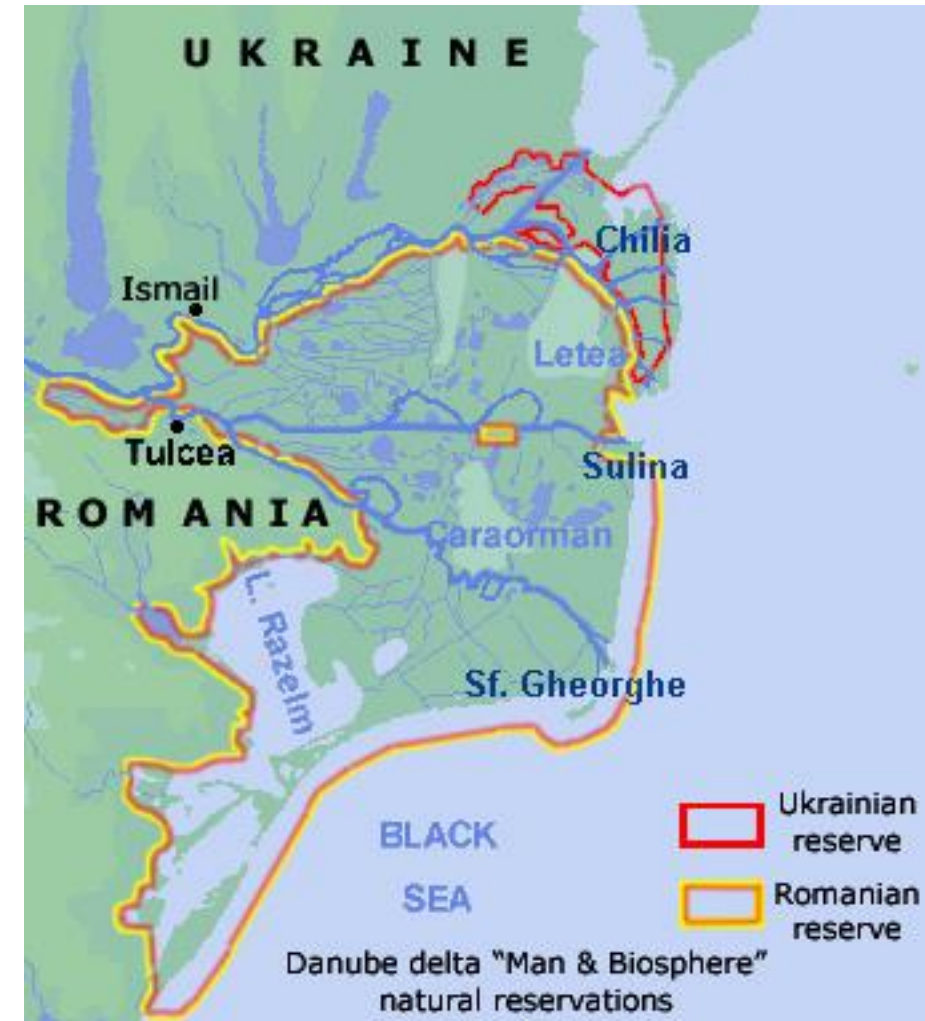 UKRAINE
Chilia
Ismail
Letea
Tulcea
Sulina
ROMANIA
Caraorman
L. Razelm
Sf. Gheorghe
BLACK
SEA
Ukrainian
reserve
Romanian
reserve
Danube delta "Man & Biosphere"
natural reservations